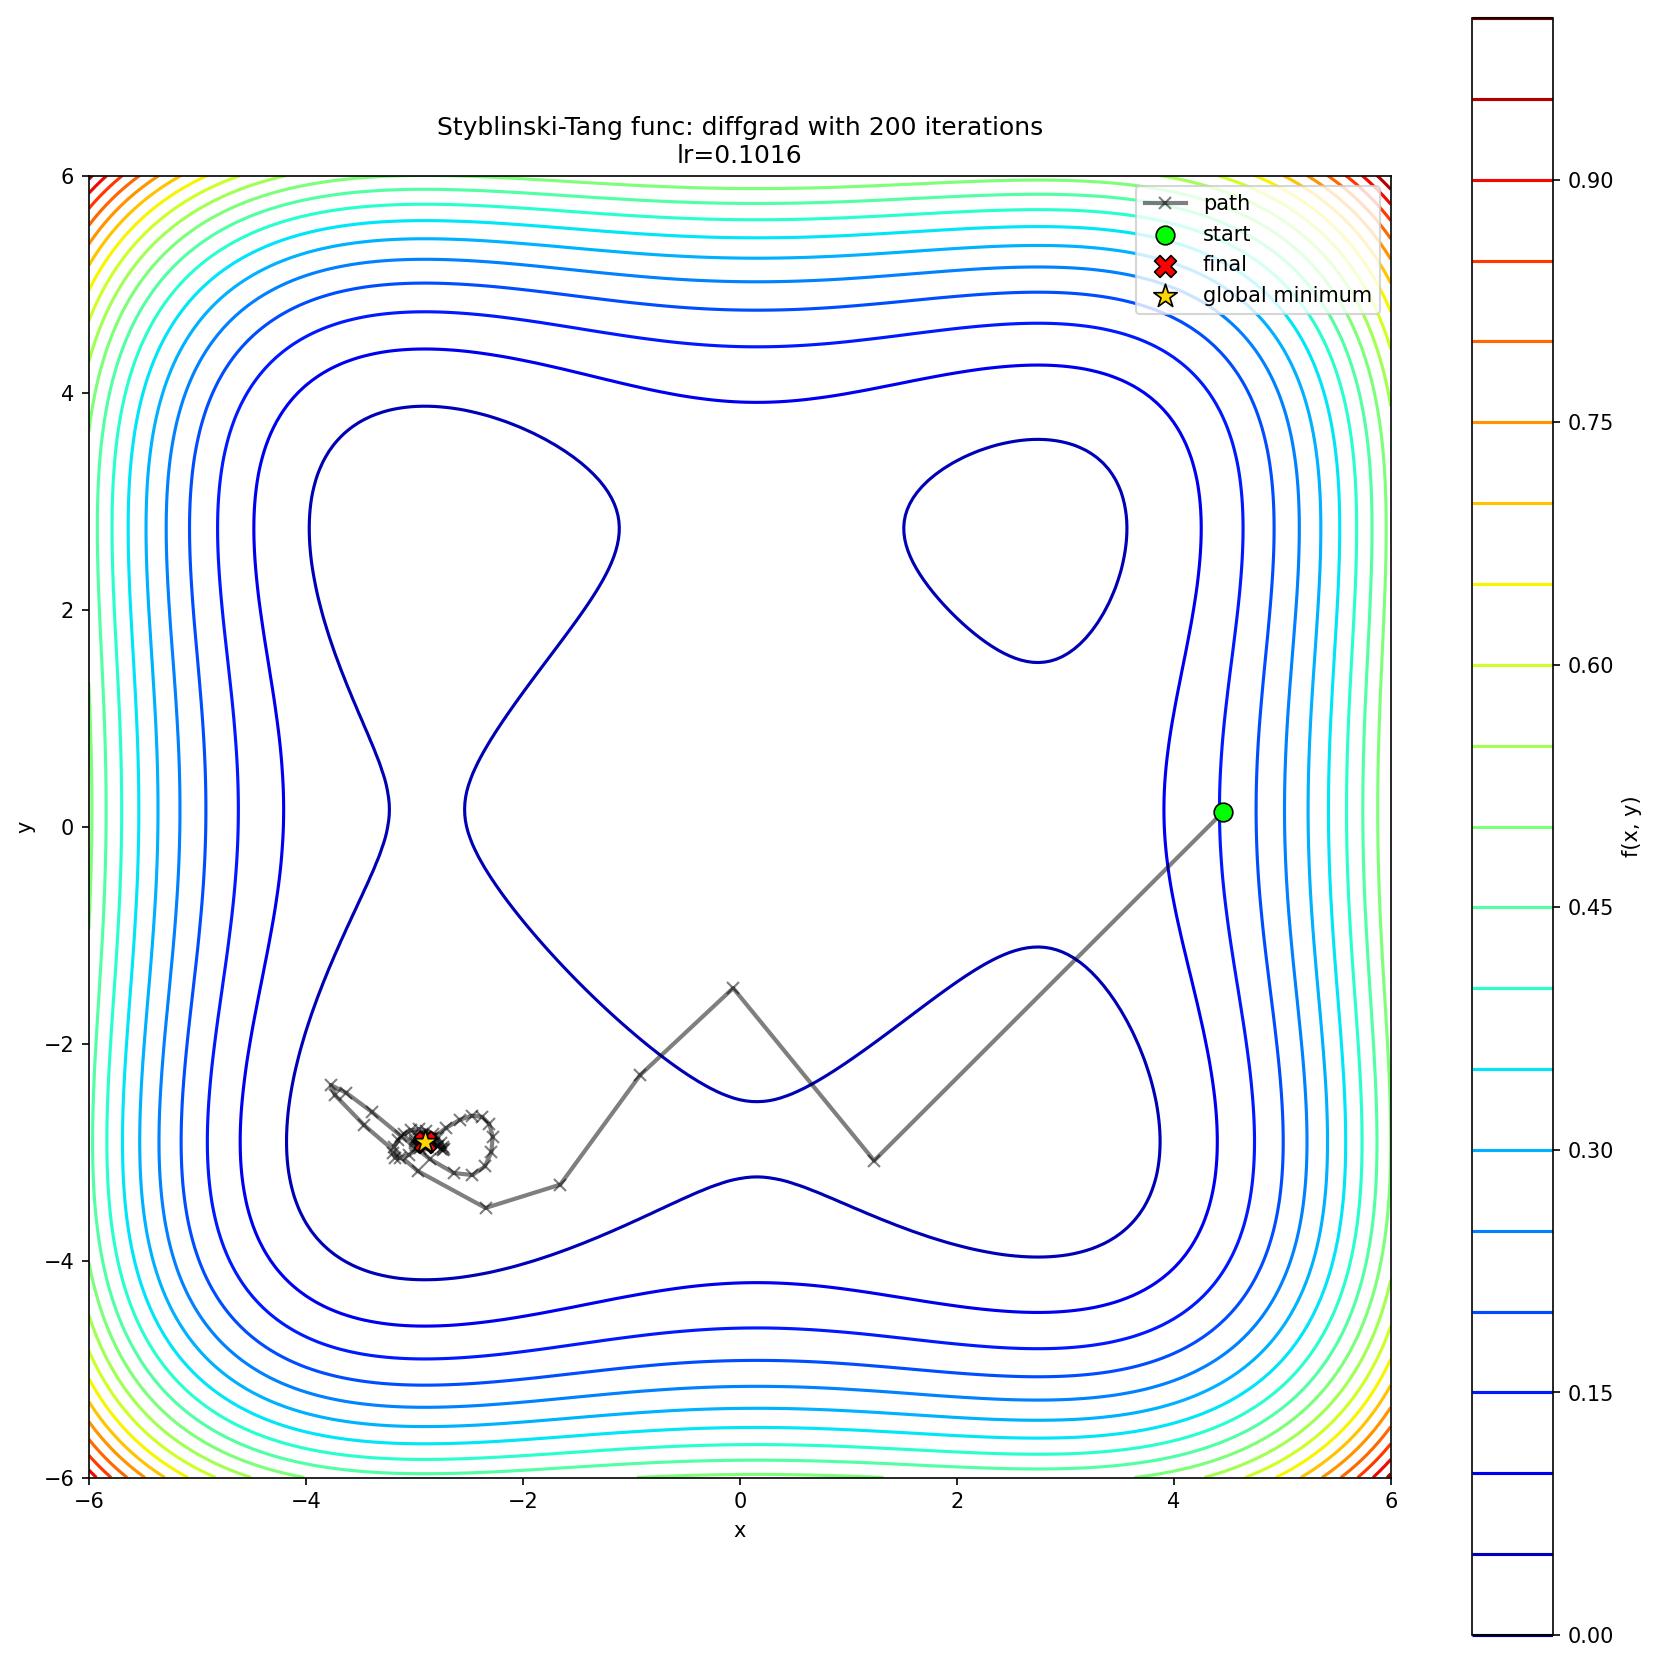 Styblinski-Tang func: diffgrad with 200 iterations
lr=0.1016
path
start
final
global minimum
6
4
2
0
−2
−4
−6
y
−6
−4
−2
0
2
4
6
x
0.90
0.75
0.60
0.45
0.30
0.15
0.00
f(x, y)